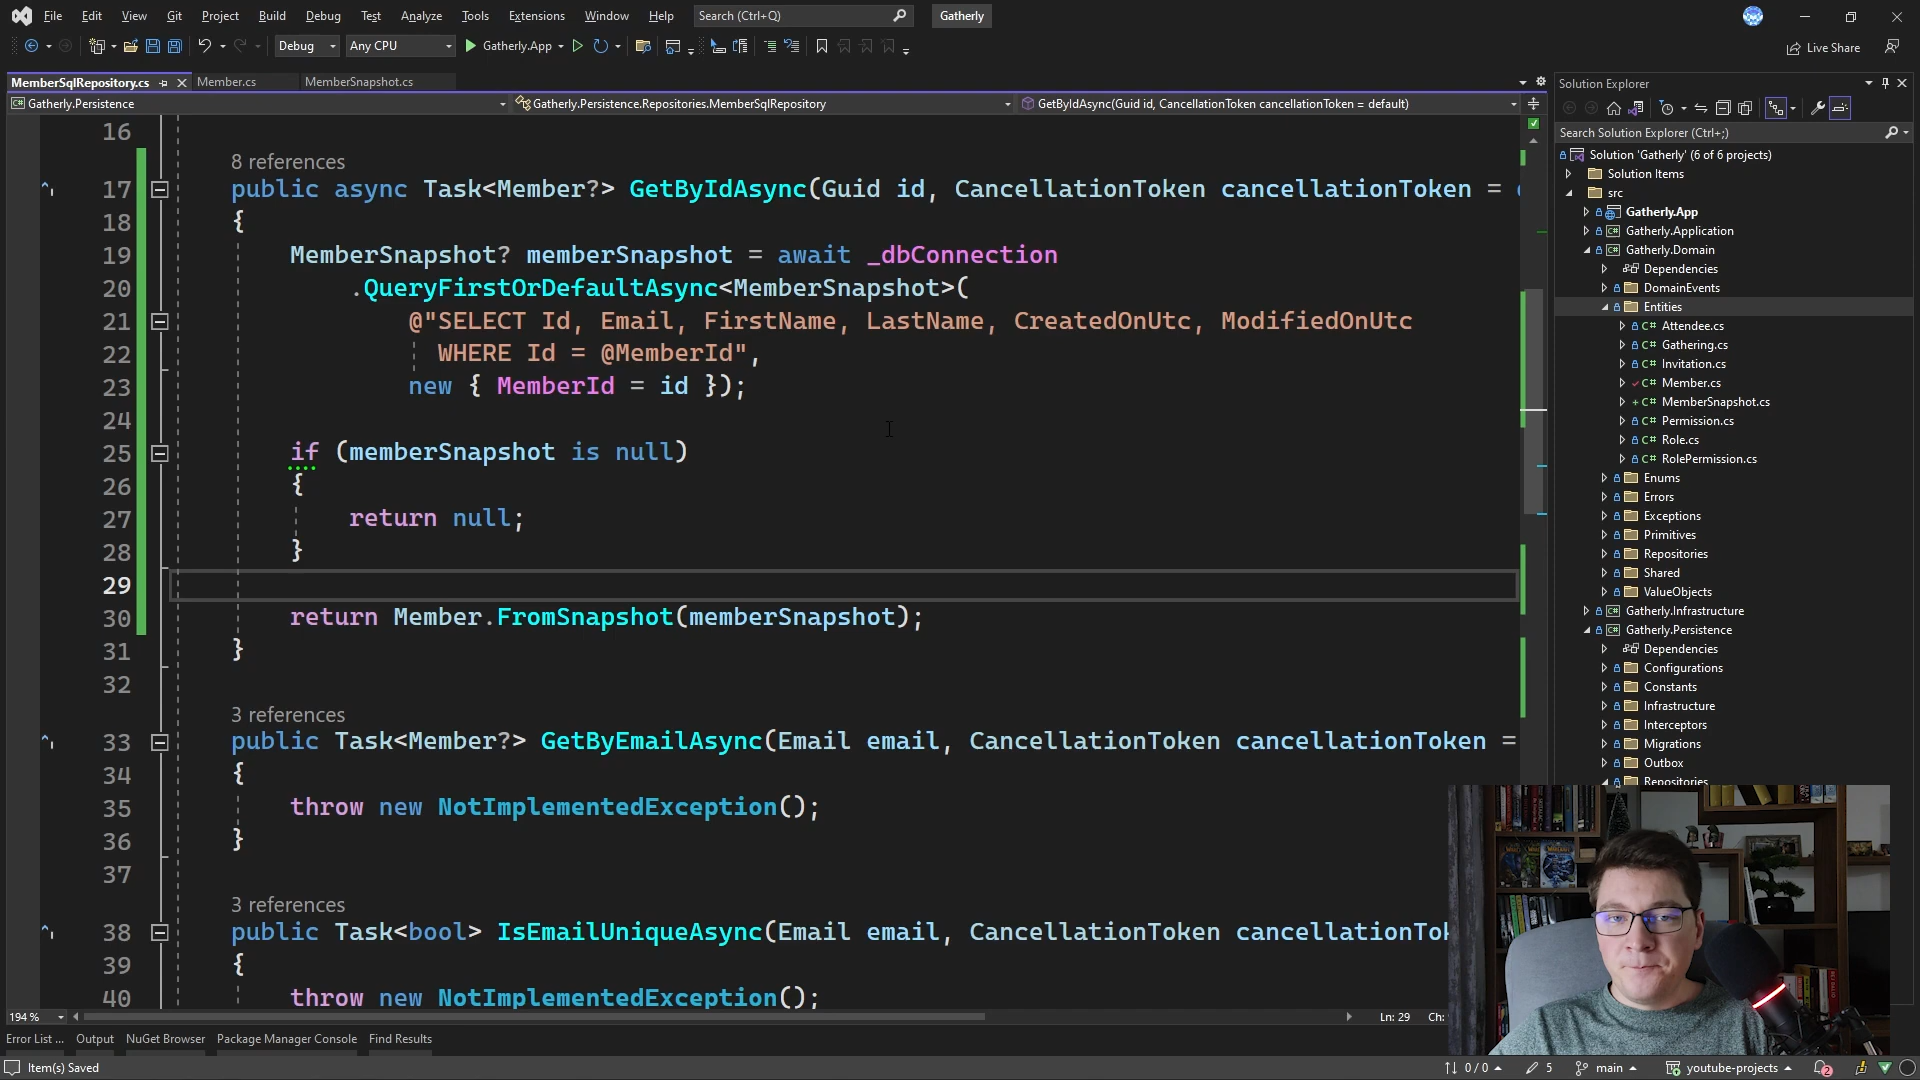 File Edit View Git Project Build Debug Test Analyze Tools Extensions Window Help Search (Ctrl+Q) Gatherly
Debug Any CPU Gatherly.App Live Share
MemberSqlRepository.cs Member.cs MemberSnapshot.cs
Gatherly.Persistence Gatherly.Persistence.Repositories.MemberSqlRepository GetByIdAsync(Guid id, CancellationToken cancellationToken = default)
16
8 references
17 public async Task<Member?> GetByIdAsync(Guid id, CancellationToken cancellationToken =
18 {
19 MemberSnapshot? memberSnapshot = await _dbConnection
20 .QueryFirstOrDefaultAsync<MemberSnapshot>(
21 @"SELECT Id, Email, FirstName, LastName, CreatedOnUtc, ModifiedOnUtc
22 WHERE Id = @MemberId",
23 new { MemberId = id });
24
25 if (memberSnapshot is null)
26 {
27 return null;
28 }
29
30 return Member.FromSnapshot(memberSnapshot);
31 }
32
3 references
33 public Task<Member?> GetByEmailAsync(Email email, CancellationToken cancellationToken =
34 {
35 throw new NotImplementedException();
36 }
37
3 references
38 public Task<bool> IsEmailUniqueAsync(Email email, CancellationToken cancellationTok
39 {
40 throw new NotImplementedException();
194 % Ln: 29 Ch:
Error List ... Output NuGet Browser Package Manager Console Find Results
Item(s) Saved 0 / 0 5 main youtube-projects 2
Solution Explorer
Search Solution Explorer (Ctrl+;)
Solution 'Gatherly' (6 of 6 projects)
Solution Items
src
Gatherly.App
Gatherly.Application
Gatherly.Domain
Dependencies
DomainEvents
Entities
C# Attendee.cs
C# Gathering.cs
C# Invitation.cs
C# Member.cs
C# MemberSnapshot.cs
C# Permission.cs
C# Role.cs
C# RolePermission.cs
Enums
Errors
Exceptions
Primitives
Repositories
Shared
ValueObjects
Gatherly.Infrastructure
Gatherly.Persistence
Dependencies
Configurations
Constants
Infrastructure
Interceptors
Migrations
Outbox
Repositories